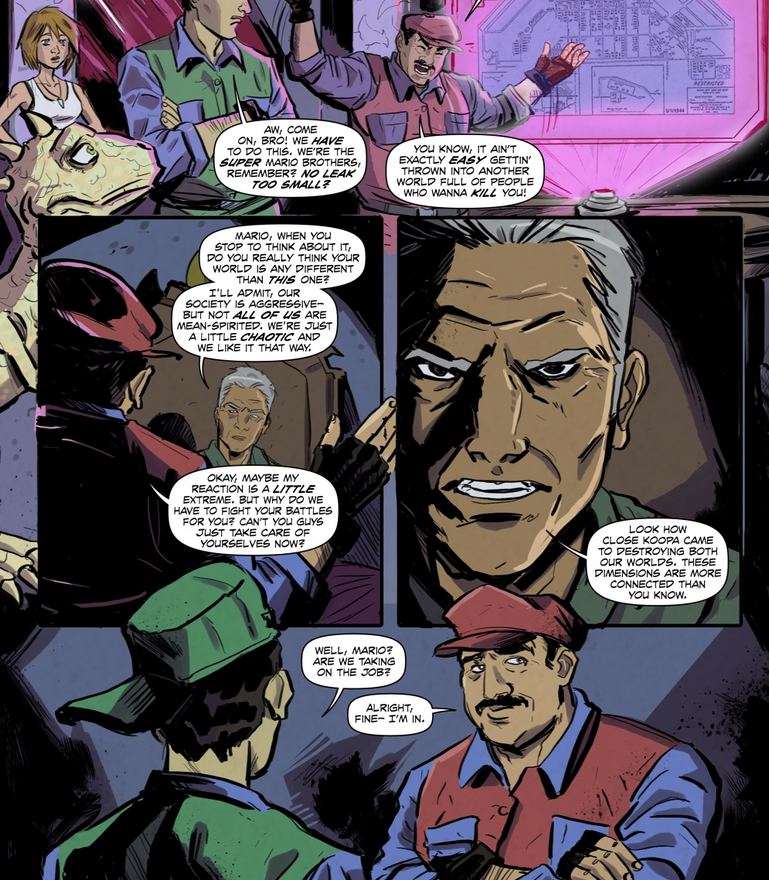 AW, COME
ON, BRO! WE HAVE
TO DO THIS. WE'RE THE
SUPER MARIO BROTHERS,
REMEMBER? NO LEAK
TOO SMALL?
YOU KNOW, IT AIN'T
EXACTLY EASY GETTIN'
THROWN INTO ANOTHER
WORLD FULL OF PEOPLE
WHO WANNA KILL YOU!
RESTRICTED
MARIO, WHEN YOU
STOP TO THINK ABOUT IT,
DO YOU REALLY THINK YOUR
WORLD IS ANY DIFFERENT
THAN THIS ONE?
I'LL ADMIT, OUR
SOCIETY IS AGGRESSIVE–
BUT NOT ALL OF US ARE
MEAN-SPIRITED. WE'RE JUST
A LITTLE CHAOTIC AND
WE LIKE IT THAT WAY.
OKAY, MAYBE MY
REACTION IS A LITTLE
EXTREME. BUT WHY DO WE
HAVE TO FIGHT YOUR BATTLES
FOR YOU? CAN'T YOU GUYS
JUST TAKE CARE OF
YOURSELVES NOW?
LOOK HOW
CLOSE KOOPA CAME
TO DESTROYING BOTH
OUR WORLDS. THESE
DIMENSIONS ARE MORE
CONNECTED THAN
YOU KNOW.
WELL, MARIO?
ARE WE TAKING
ON THE JOB?
ALRIGHT,
FINE– I'M IN.